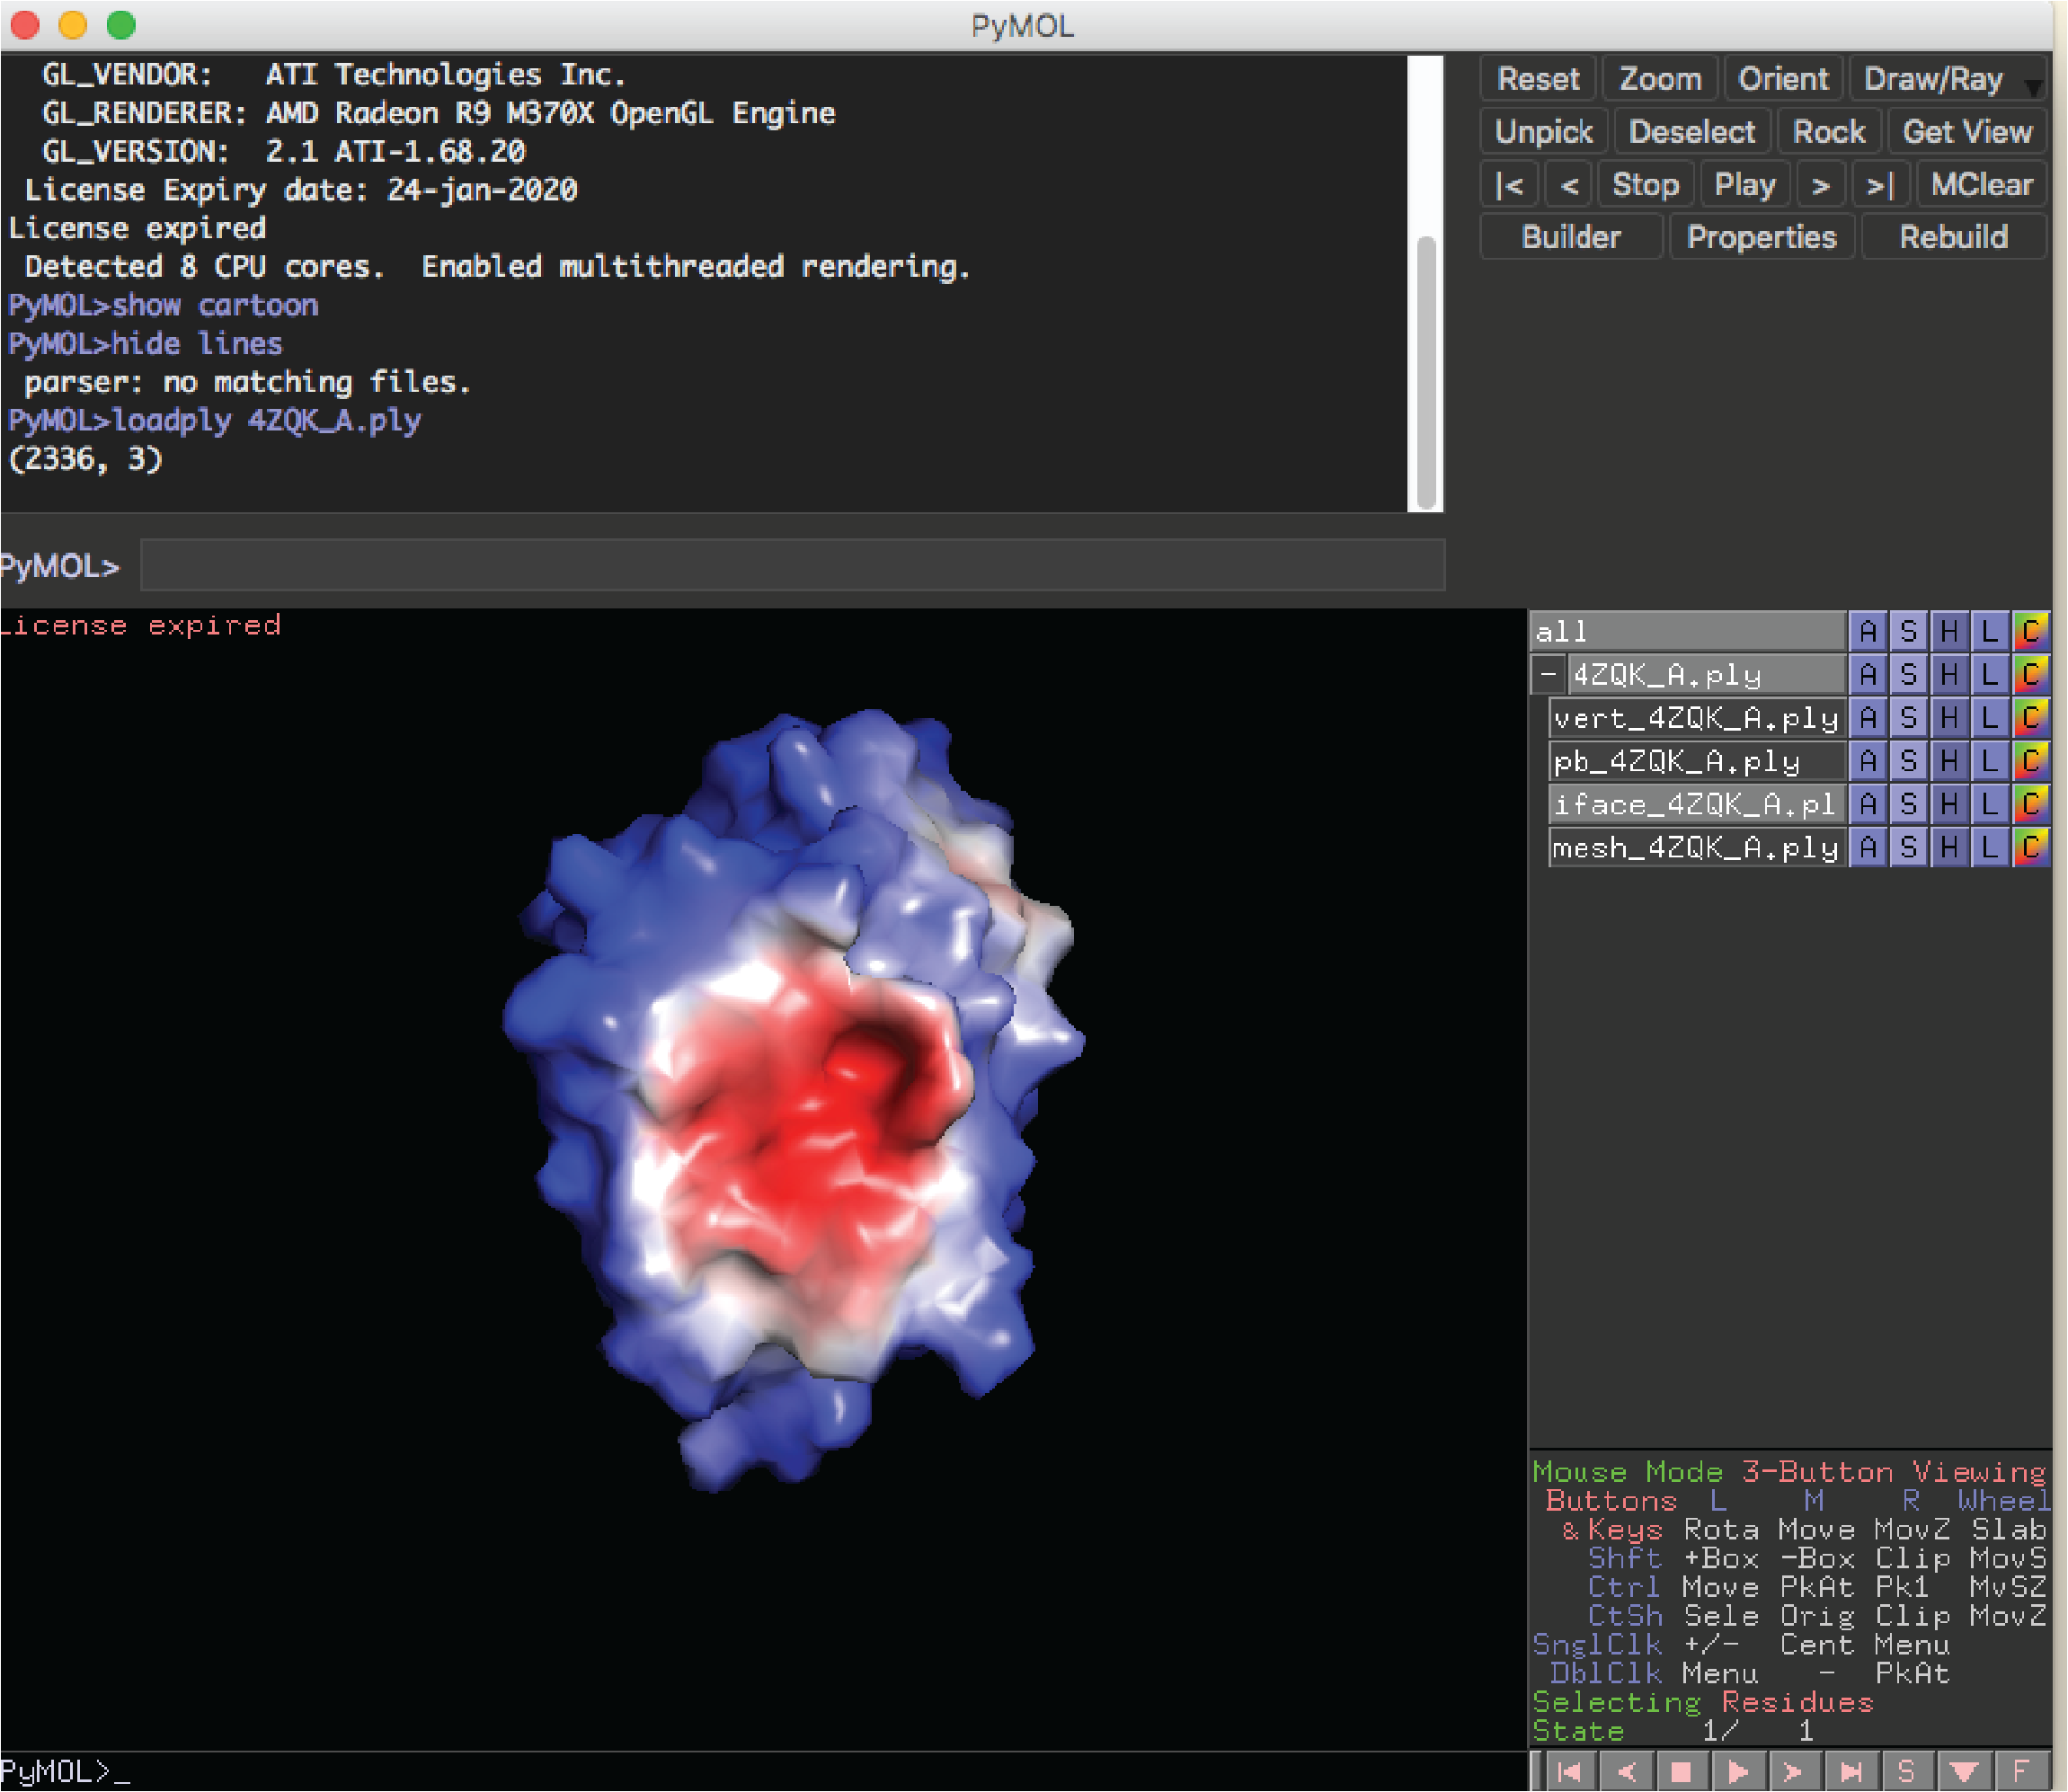 PyMOL
GL_VENDOR:   ATI Technologies Inc.
GL_RENDERER: AMD Radeon R9 M370X OpenGL Engine
GL_VERSION:  2.1 ATI-1.68.20
License Expiry date: 24-jan-2020
License expired
Detected 8 CPU cores.  Enabled multithreaded rendering.
PyMOL>show cartoon
PyMOL>hide lines
parser: no matching files.
PyMOL>loadply 4ZQK_A.ply
(2336, 3)
PyMOL>
Reset Zoom Orient Draw/Ray
Unpick Deselect Rock Get View
|< < Stop Play > >| MClear
Builder Properties Rebuild
License expired
all A S H L C
- 4ZQK_A.ply A S H L C
vert_4ZQK_A.ply A S H L C
pb_4ZQK_A.ply A S H L C
iface_4ZQK_A.pl A S H L C
mesh_4ZQK_A.ply A S H L C
Mouse Mode 3-Button Viewing
Buttons L M R Wheel
& Keys Rota Move MovZ Slab
Shft +Box -Box Clip MovS
Ctrl Move PkAt Pk1 MvSZ
CtSh Sele Orig Clip MovZ
SnglClk +/- Cent Menu
DblClk Menu - PkAt
Selecting Residues
State 1/ 1
PyMOL>_
S F